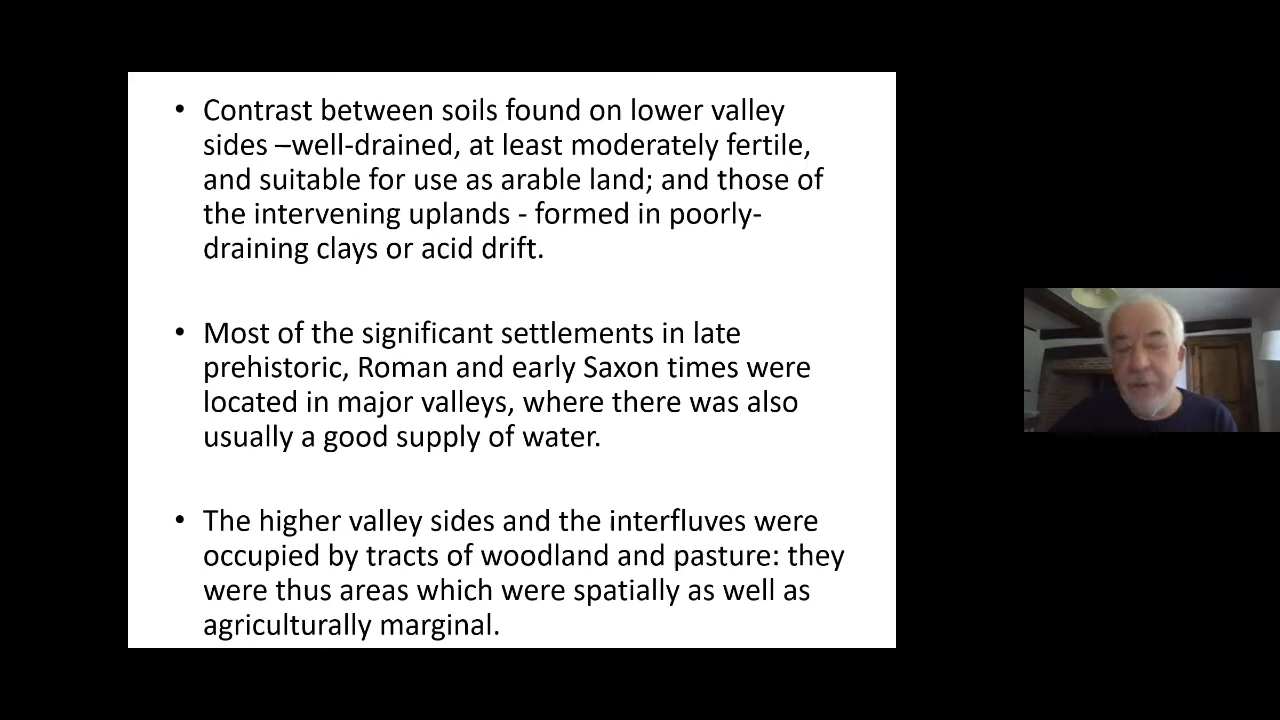 • Contrast between soils found on lower valley
sides –well-drained, at least moderately fertile,
and suitable for use as arable land; and those of
the intervening uplands - formed in poorly-
draining clays or acid drift.
• Most of the significant settlements in late
prehistoric, Roman and early Saxon times were
located in major valleys, where there was also
usually a good supply of water.
• The higher valley sides and the interfluves were
occupied by tracts of woodland and pasture: they
were thus areas which were spatially as well as
agriculturally marginal.